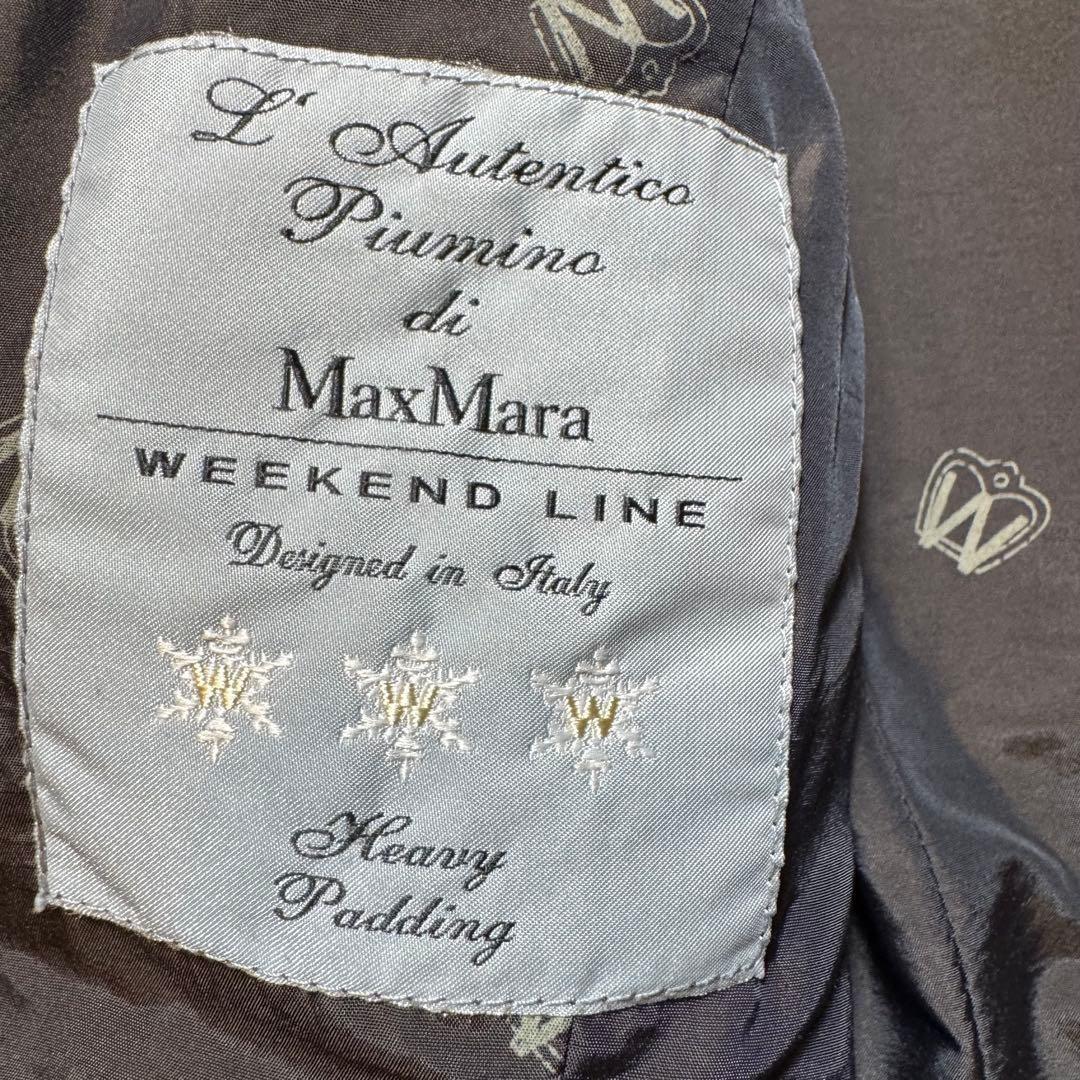 L' Autentico
Piumino
di
MaxMara
WEEKEND LINE
Designed in Italy
W W W
Heavy
Padding
W
W
W